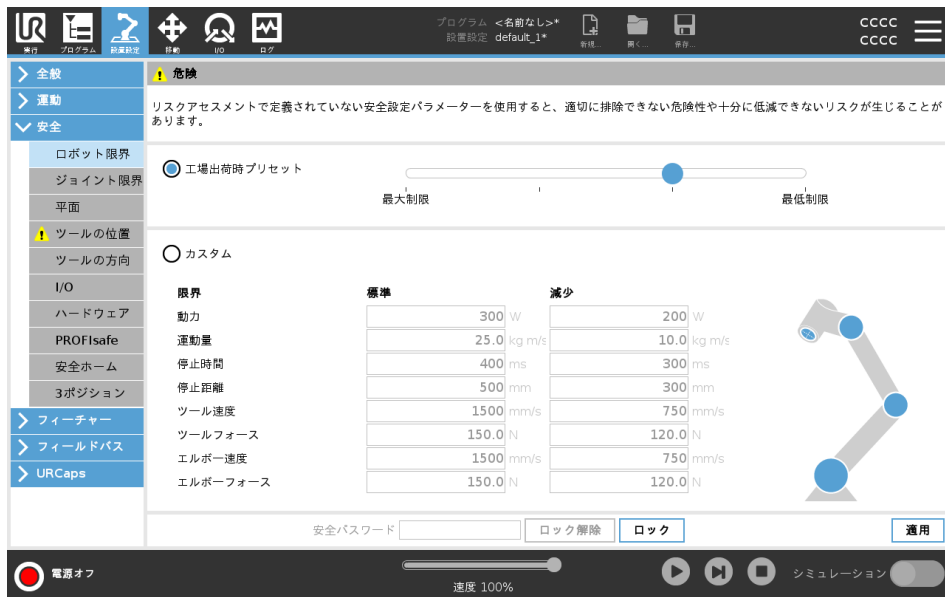 プログラム <名前なし>*
設置設定 default_1*
実行 プログラム 設置設定 移動 I/O ログ
新規... 開く... 保存...
CCCC
CCCC
全般
運動
安全
ロボット限界
ジョイント限界
平面
ツールの位置
ツールの方向
I/O
ハードウェア
PROFIsafe
安全ホーム
3ポジション
フィーチャー
フィールドバス
URCaps
危険
リスクアセスメントで定義されていない安全設定パラメーターを使用すると、適切に排除できない危険性や十分に低減できないリスクが生じることが
あります。
工場出荷時プリセット
最大制限 最低制限
カスタム
限界 標準 減少
動力 300 W 200 W
運動量 25.0 kg m/s 10.0 kg m/s
停止時間 400 ms 300 ms
停止距離 500 mm 300 mm
ツール速度 1500 mm/s 750 mm/s
ツールフォース 150.0 N 120.0 N
エルボー速度 1500 mm/s 750 mm/s
エルボーフォース 150.0 N 120.0 N
安全パスワード ロック解除 ロック 適用
電源オフ
速度 100%
シミュレーション